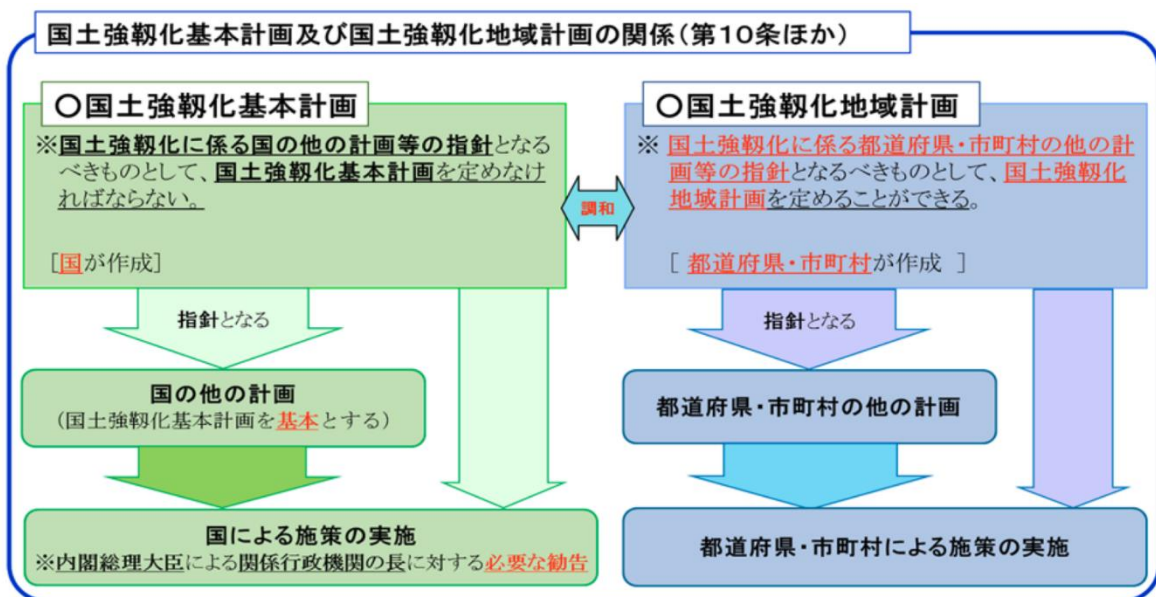 国土強靱化基本計画及び国土強靱化地域計画の関係(第10条ほか)
〇国土強靱化基本計画
※国土強靱化に係る国の他の計画等の指針となる
べきものとして、国土強靱化基本計画を定めなけ
ればならない。
[国が作成]
調和
〇国土強靱化地域計画
※ 国土強靱化に係る都道府県・市町村の他の計
画等の指針となるべきものとして、国土強靱化
地域計画を定めることができる。
[ 都道府県・市町村が作成 ]
指針となる
国の他の計画
(国土強靱化基本計画を基本とする)
国による施策の実施
※内閣総理大臣による関係行政機関の長に対する必要な勧告
指針となる
都道府県・市町村の他の計画
都道府県・市町村による施策の実施